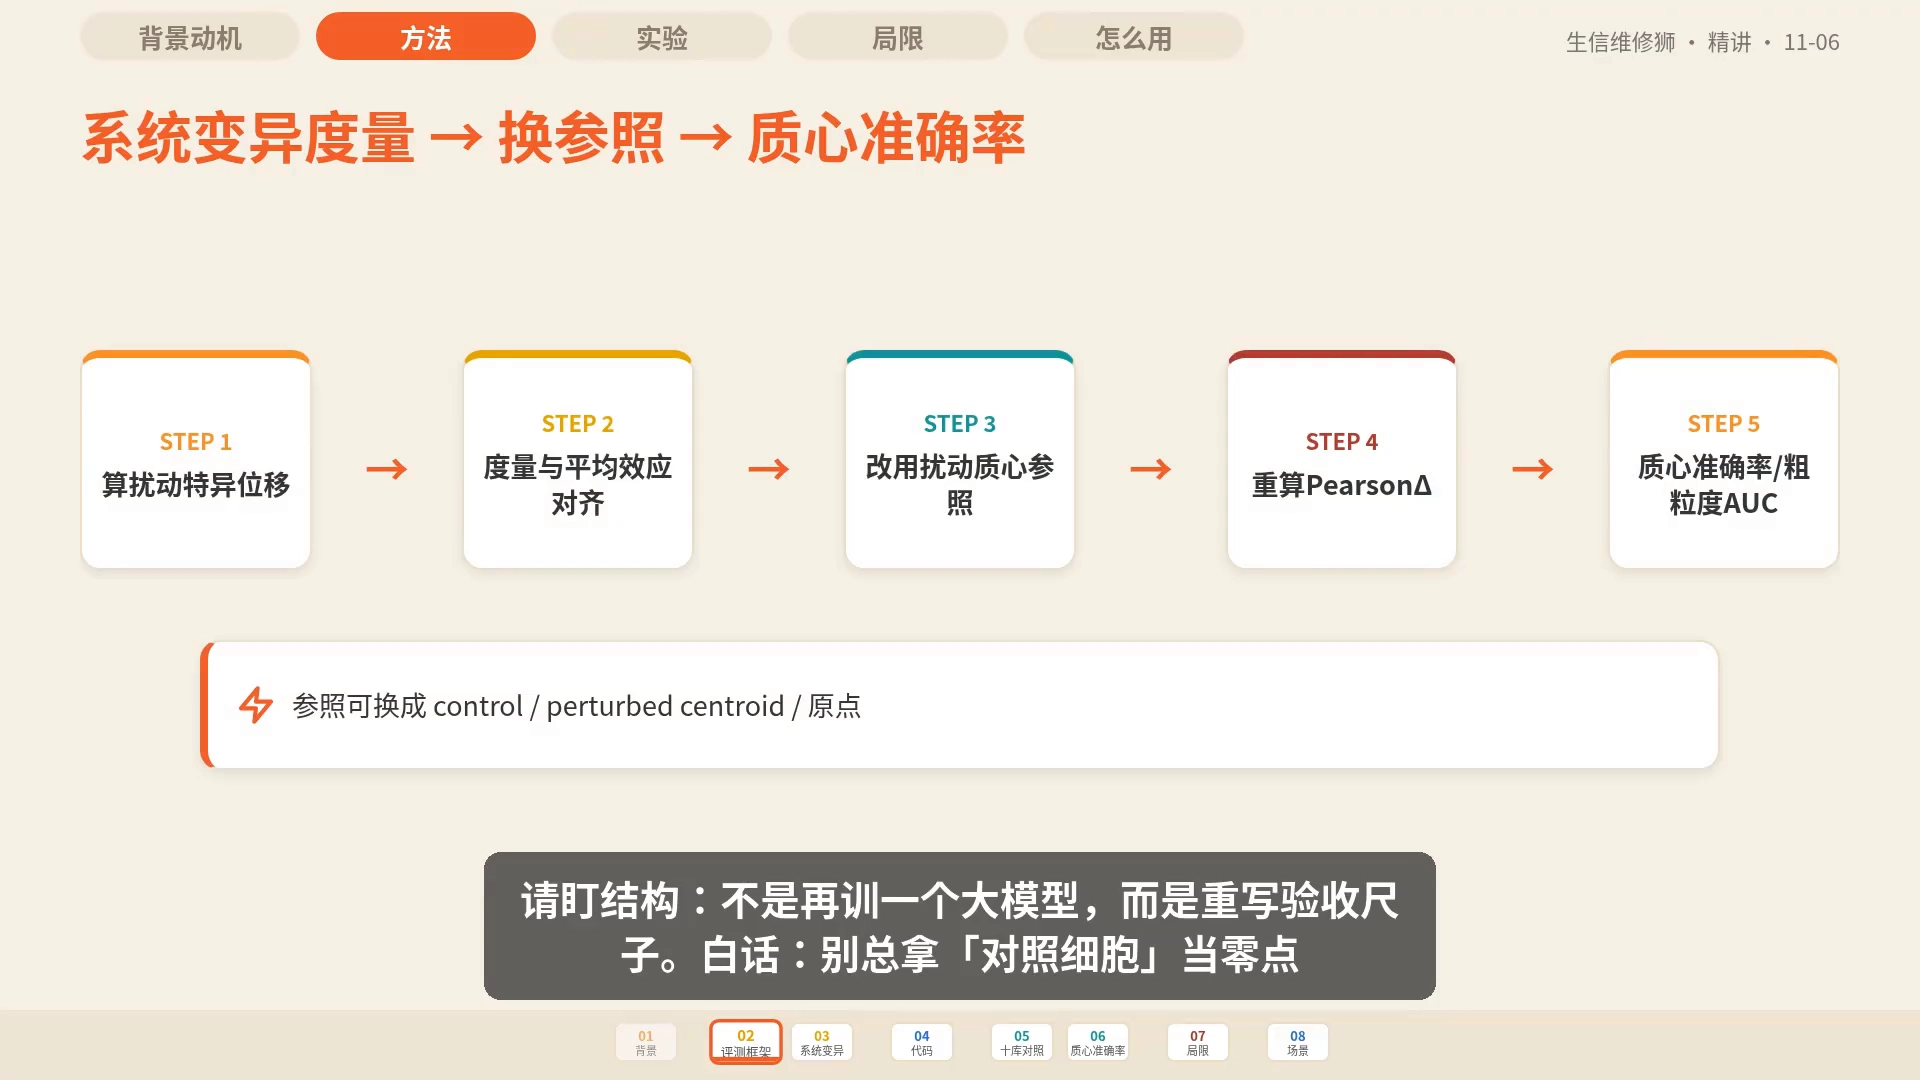 背景动机
方法
实验
局限
怎么用
生信维修狮 • 精讲 • 11-06
系统变异度量 → 换参照 → 质心准确率
STEP 1
算扰动特异位移
→
STEP 2
度量与平均效应
对齐
→
STEP 3
改用扰动质心参
照
→
STEP 4
重算PearsonΔ
→
STEP 5
质心准确率/粗
粒度AUC
参照可换成 control / perturbed centroid / 原点
请盯结构：不是再训一个大模型，而是重写验收尺
子。白话：别总拿「对照细胞」当零点
01
背景
02
评测框架
03
系统变异
04
代码
05
十库对照
06
质心准确率
07
局限
08
场景